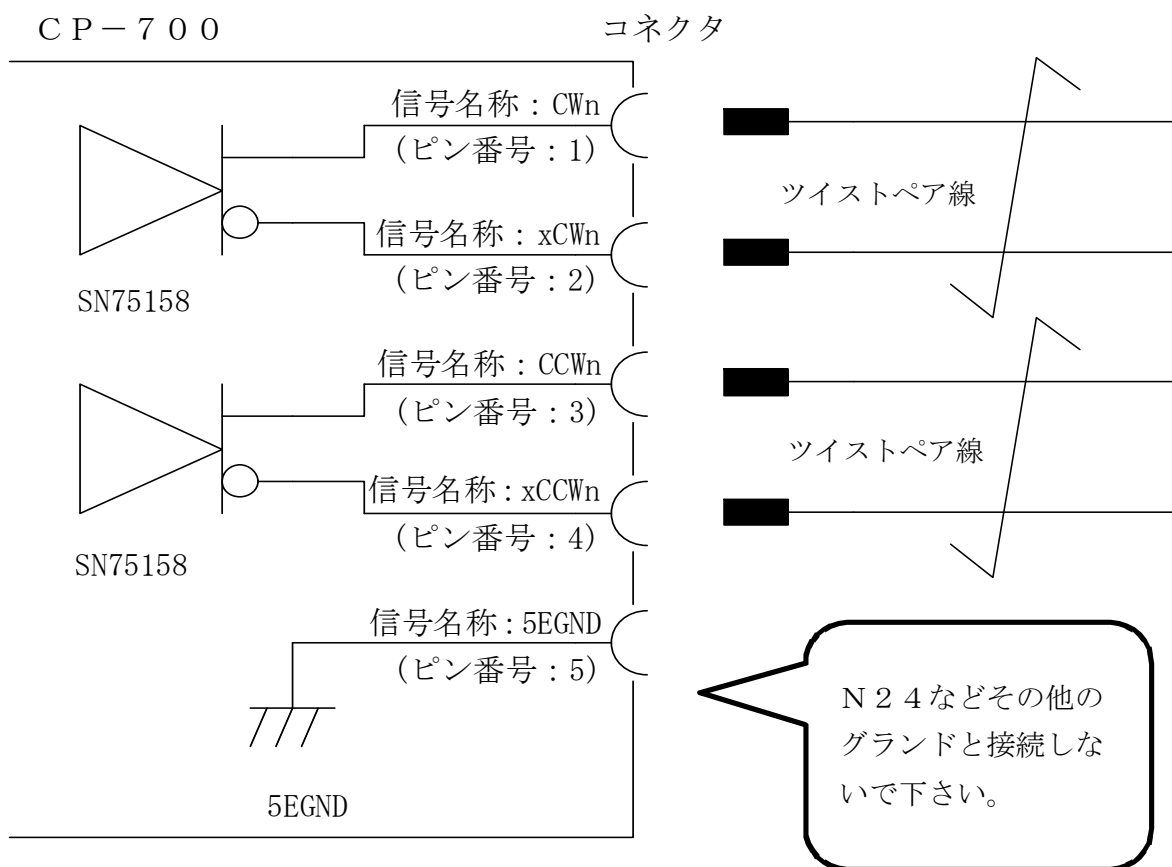 ＣＰ－７００
コネクタ
信号名称：CWn
(ピン番号：1)
ツイストペア線
信号名称：xCWn
(ピン番号：2)
SN75158
信号名称：CCWn
(ピン番号：3)
ツイストペア線
信号名称：xCCWn
(ピン番号：4)
SN75158
信号名称：5EGND
(ピン番号：5)
Ｎ２４などその他の
グランドと接続しな
いで下さい。
5EGND